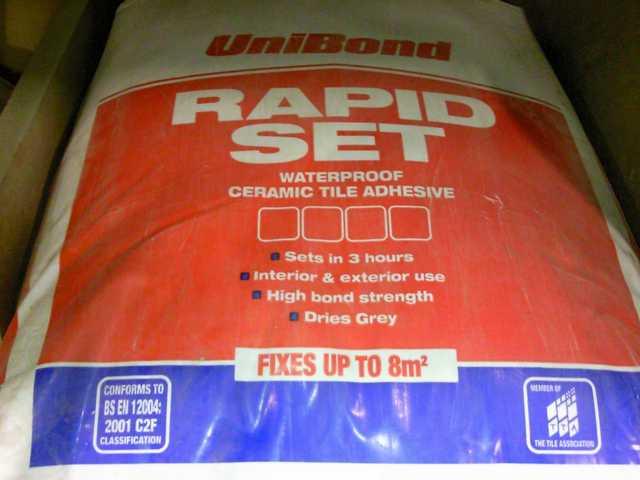 UniBond
RAPID
SET
WATERPROOF
CERAMIC TILE ADHESIVE
Sets in 3 hours
Interior & exterior use
High bond strength
Dries Grey
FIXES UP TO 8m²
CONFORMS TO
BS EN 12004:
2001 C2F
CLASSIFICATION
MEMBER OF
TTA
THE TILE ASSOCIATION